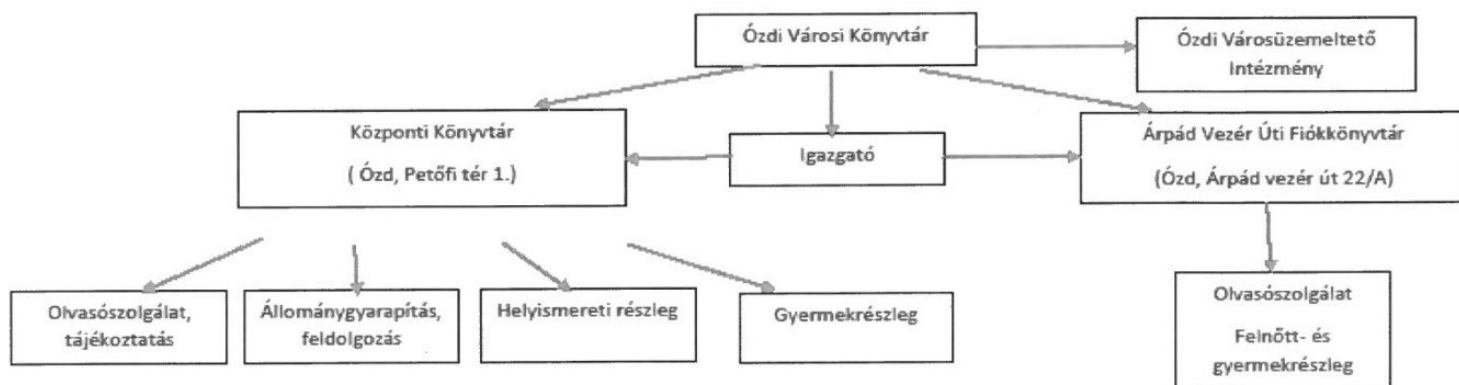 Ózdi Városi Könyvtár
Ózdi Városüzemeltető
Intézmény
Központi Könyvtár
( Ózd, Petőfi tér 1.)
Igazgató
Árpád Vezér Úti Fiókkönyvtár
(Ózd, Árpád vezér út 22/A)
Olvasószolgálat,
tájékoztatás
Állománygyarapítás,
feldolgozás
Helyismereti részleg
Gyermekrészleg
Olvasószolgálat
Felnőtt- és
gyermekrészleg